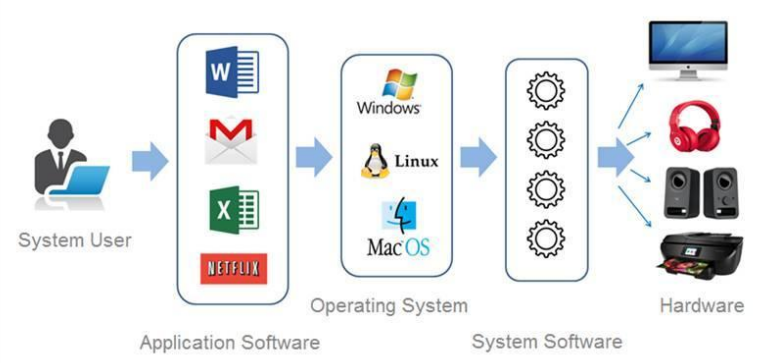 System User
W
X
NETFLIX
Application Software
Windows
Linux
Mac OS
Operating System
System Software
Hardware